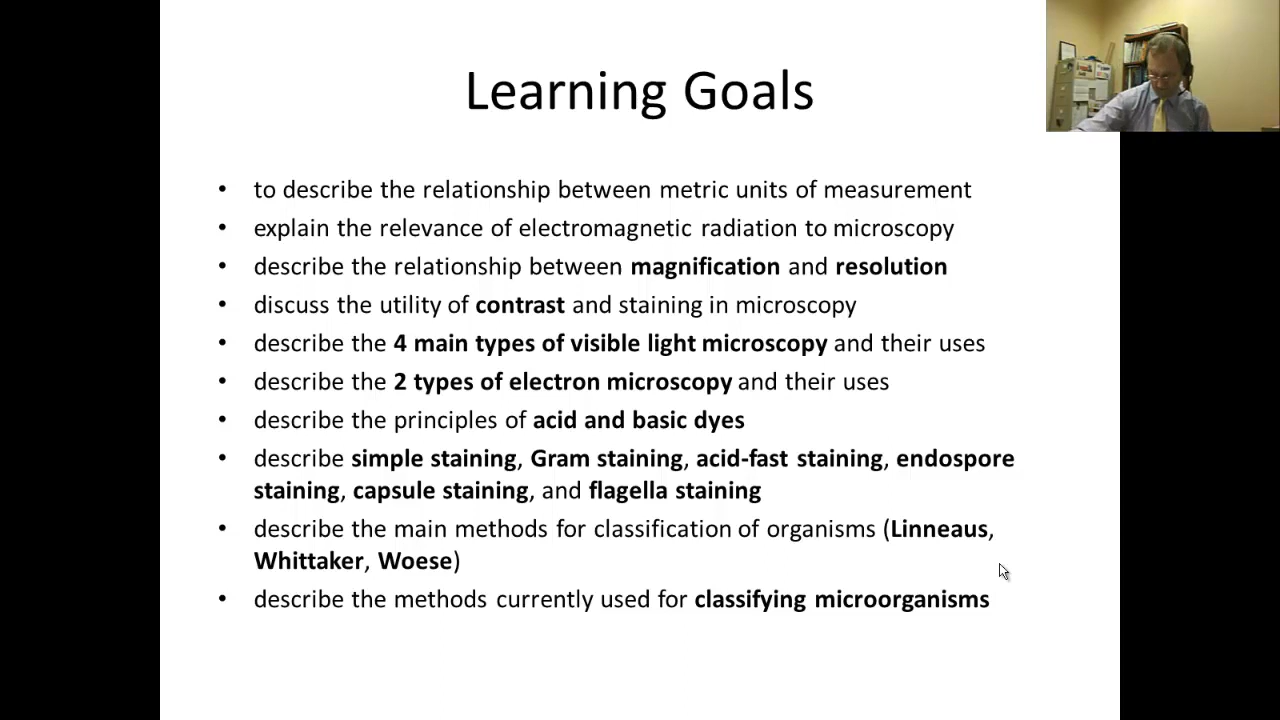 Learning Goals
• to describe the relationship between metric units of measurement
• explain the relevance of electromagnetic radiation to microscopy
• describe the relationship between magnification and resolution
• discuss the utility of contrast and staining in microscopy
• describe the 4 main types of visible light microscopy and their uses
• describe the 2 types of electron microscopy and their uses
• describe the principles of acid and basic dyes
• describe simple staining, Gram staining, acid-fast staining, endospore
staining, capsule staining, and flagella staining
• describe the main methods for classification of organisms (Linneaus,
Whittaker, Woese)
• describe the methods currently used for classifying microorganisms